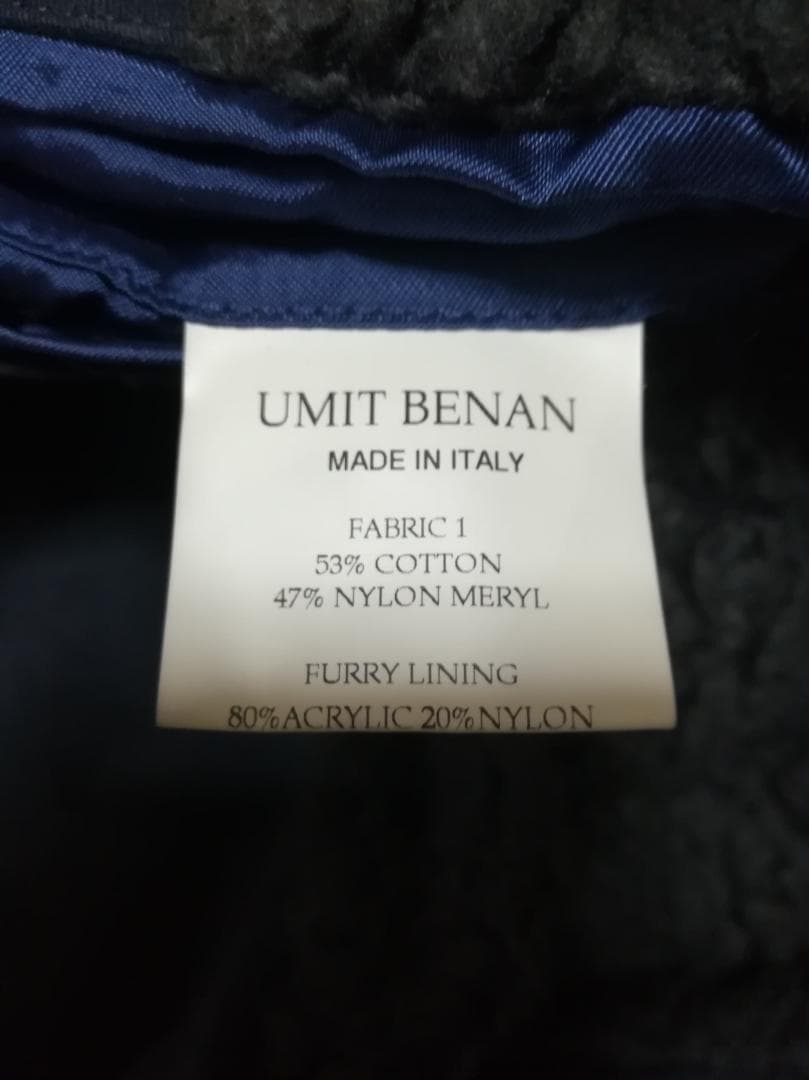 UMIT BENAN
MADE IN ITALY
FABRIC 1
53% COTTON
47% NYLON MERYL
FURRY LINING
80%ACRYLIC 20%NYLON